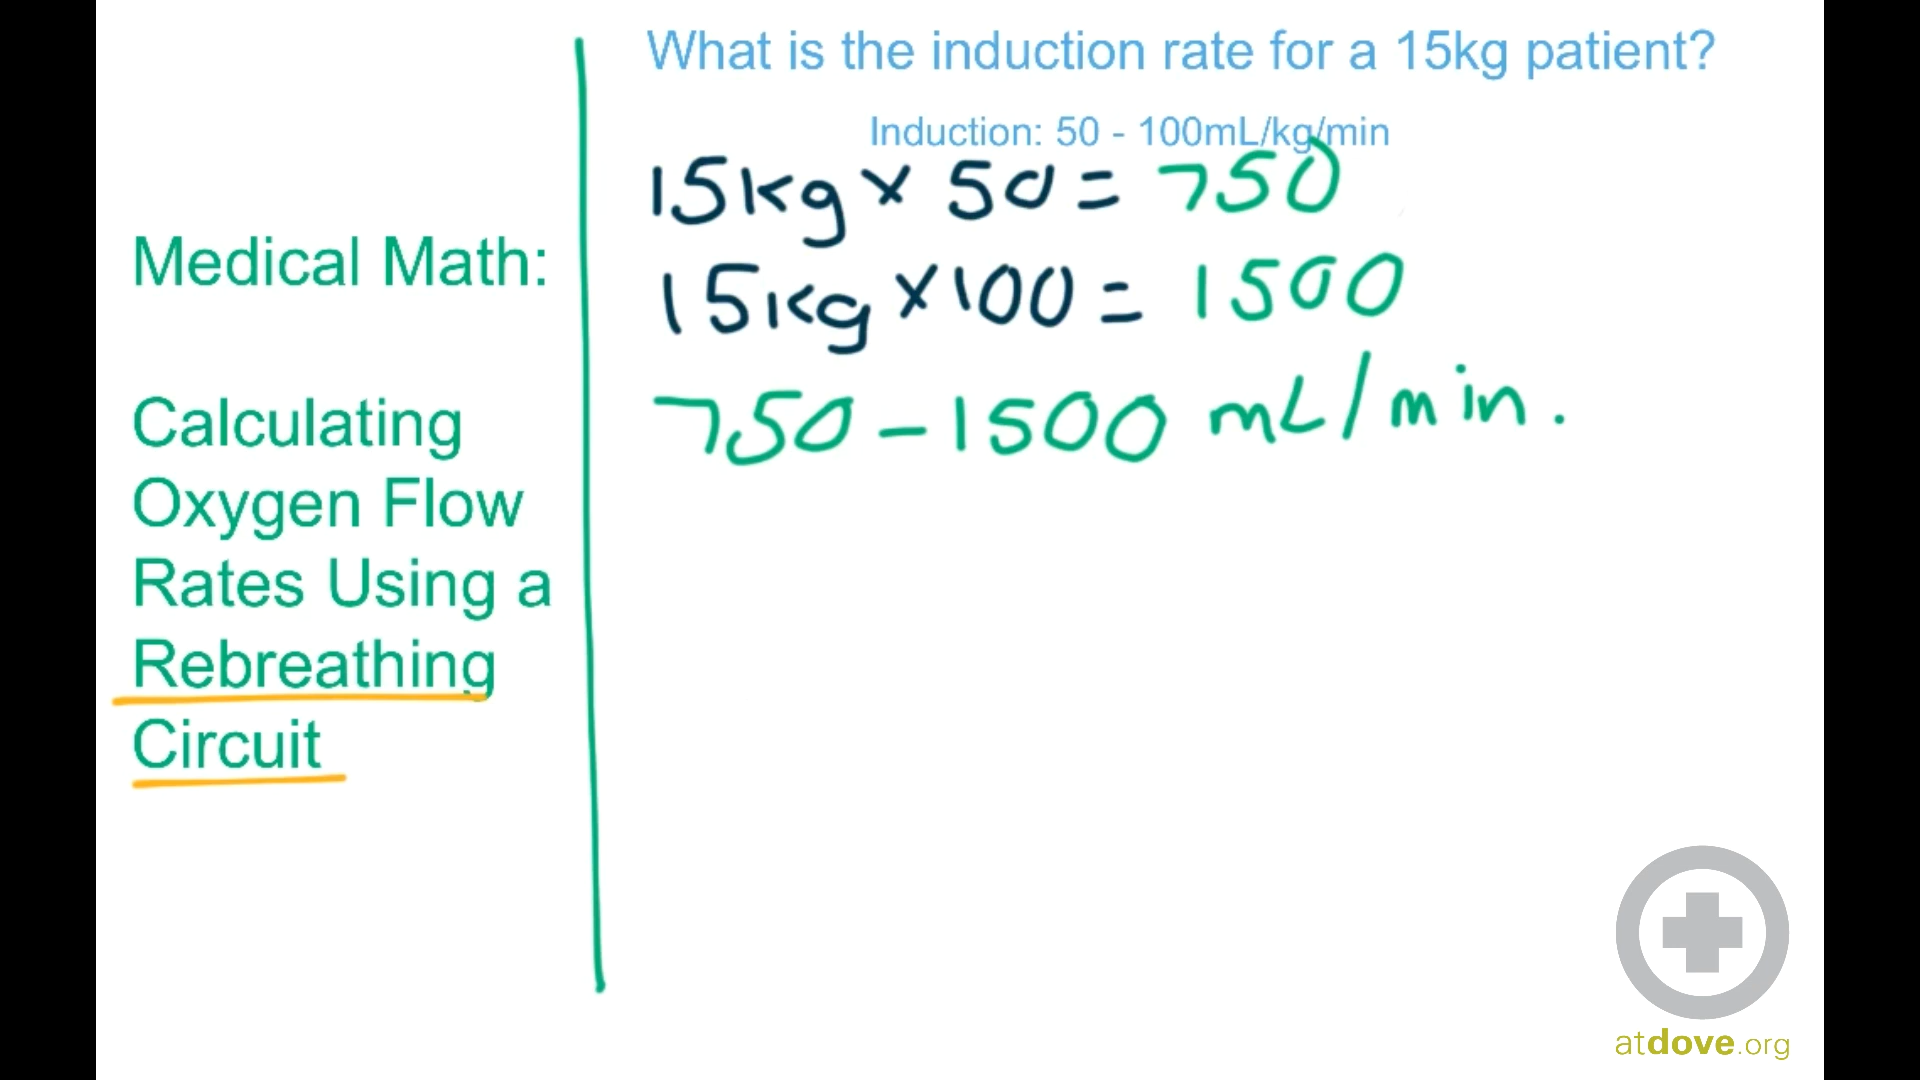 Medical Math:
Calculating
Oxygen Flow
Rates Using a
Rebreathing
Circuit
What is the induction rate for a 15kg patient?
Induction: 50 - 100mL/kg/min
15kg x 50 = 750
15kg x 100 = 1500
750 - 1500 mL/min.
atdove.org